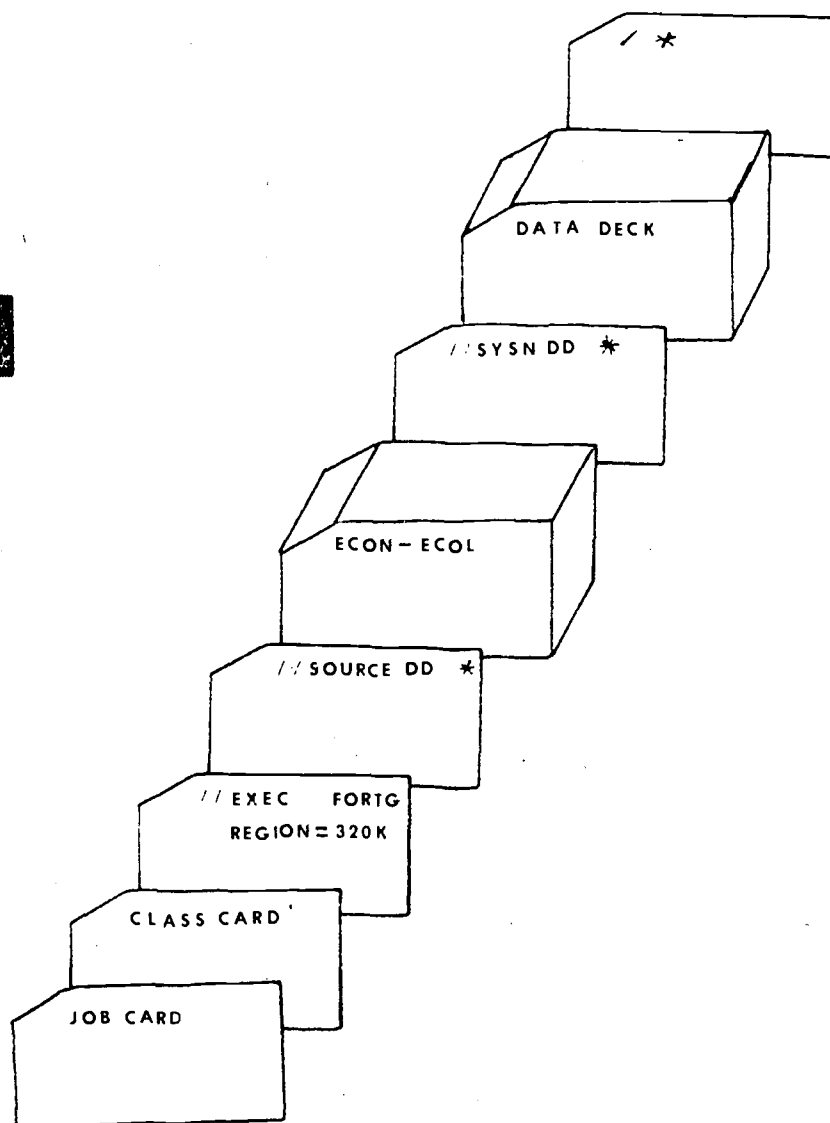 / *
DATA DECK
//SYSN DD *
ECON-ECOL
//SOURCE DD *
// EXEC FORTG
REGION=320K
CLASS CARD
JOB CARD